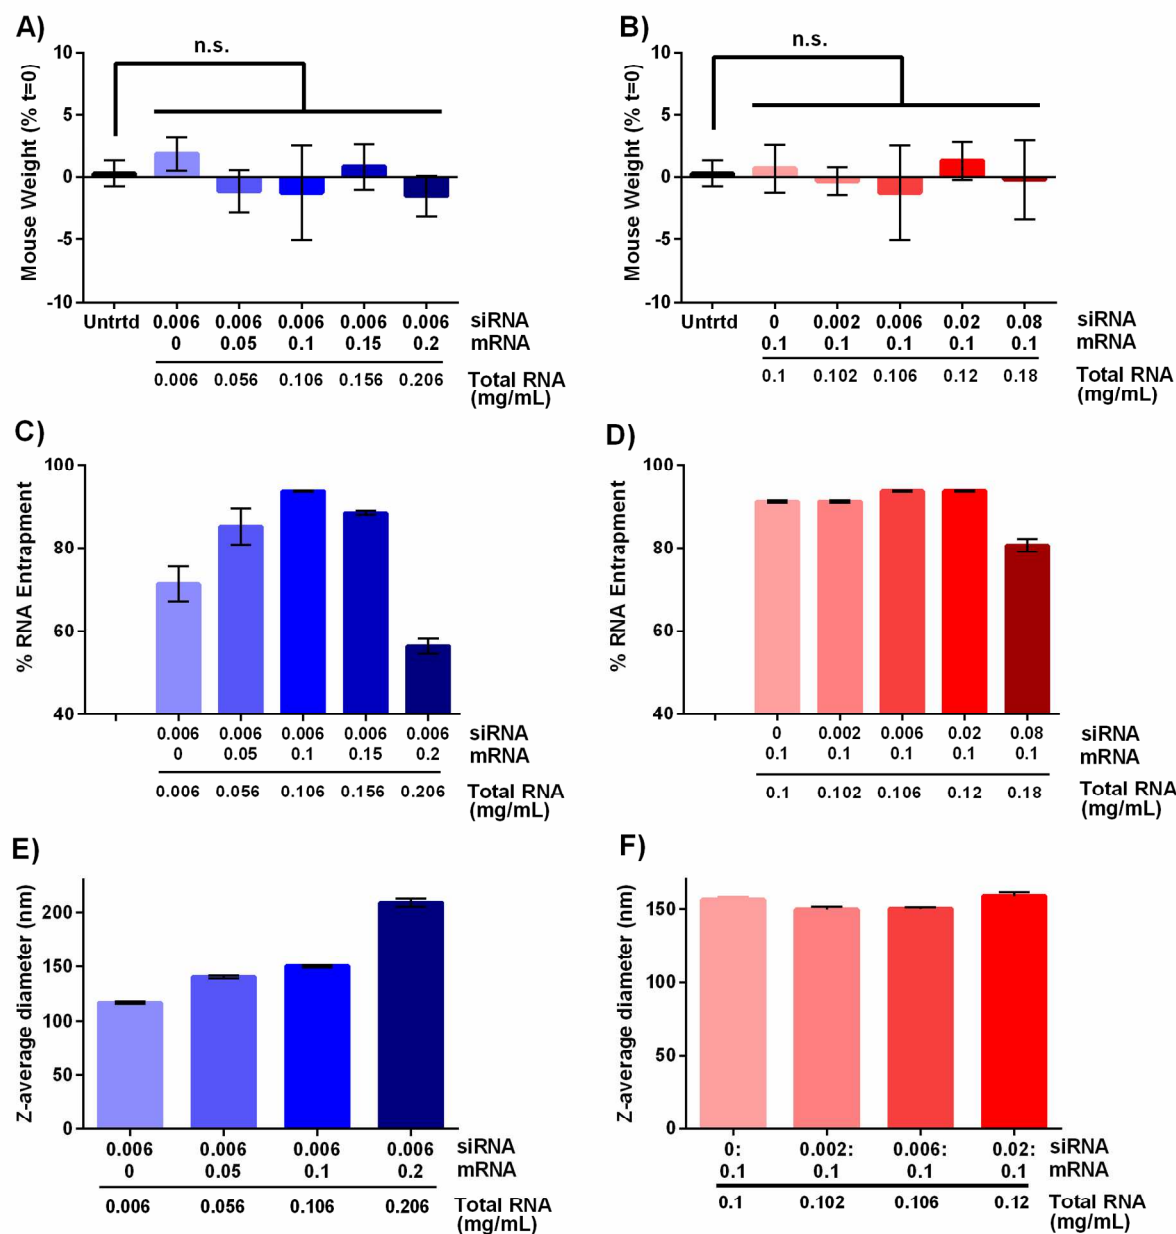 A)
n.s.
Mouse Weight (% t=0)
10
5
0
-5
-10
Untrtd 0.006 0.006 0.006 0.006 0.006 siRNA
0 0.05 0.1 0.15 0.2 mRNA
0.006 0.056 0.106 0.156 0.206 Total RNA
(mg/mL)
B)
n.s.
Mouse Weight (% t=0)
10
5
0
-5
-10
Untrtd 0 0.002 0.006 0.02 0.08 siRNA
0.1 0.1 0.1 0.1 0.1 mRNA
0.1 0.102 0.106 0.12 0.18 Total RNA
(mg/mL)
C)
% RNA Entrapment
100
80
60
40
0.006 0.006 0.006 0.006 0.006 siRNA
0 0.05 0.1 0.15 0.2 mRNA
0.006 0.056 0.106 0.156 0.206 Total RNA
(mg/mL)
D)
% RNA Entrapment
100
80
60
40
0 0.002 0.006 0.02 0.08 siRNA
0.1 0.1 0.1 0.1 0.1 mRNA
0.1 0.102 0.106 0.12 0.18 Total RNA
(mg/mL)
E)
Z-average diameter (nm)
200
150
100
50
0
0.006 0.006 0.006 0.006 siRNA
0 0.05 0.1 0.2 mRNA
0.006 0.056 0.106 0.206 Total RNA
(mg/mL)
F)
Z-average diameter (nm)
150
100
50
0
0: 0.002: 0.006: 0.02: siRNA
0.1 0.1 0.1 0.1 mRNA
0.1 0.102 0.106 0.12 Total RNA
(mg/mL)